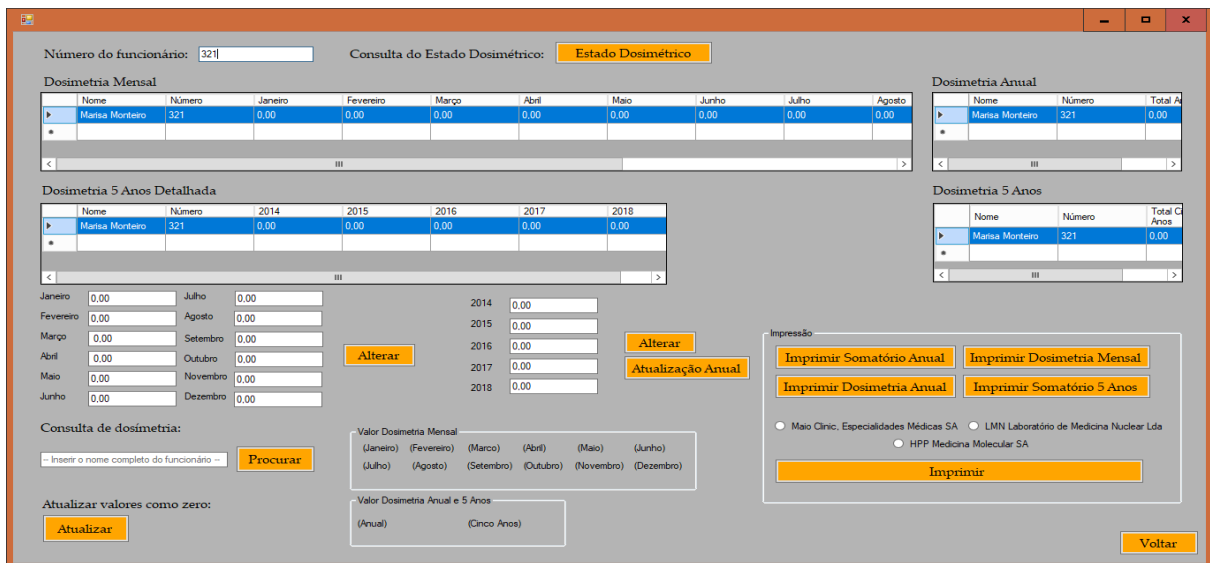 Número do funcionário: 321 Consulta do Estado Dosimétrico: Estado Dosimétrico
Dosimetria Mensal
Nome Número Janeiro Fevereiro Março Abril Maio Junho Julho Agosto
Marisa Monteiro 321 0,00 0,00 0,00 0,00 0,00 0,00 0,00 0,00
Dosimetria Anual
Nome Número Total A
Marisa Monteiro 321 0,00
Dosimetria 5 Anos Detalhada
Nome Número 2014 2015 2016 2017 2018
Marisa Monteiro 321 0,00 0,00 0,00 0,00 0,00
Dosimetria 5 Anos
Nome Número Total Ci
Anos
Marisa Monteiro 321 0,00
Janeiro 0,00 Julho 0,00
Fevereiro 0,00 Agosto 0,00
Março 0,00 Setembro 0,00
Abril 0,00 Outubro 0,00
Maio 0,00 Novembro 0,00
Junho 0,00 Dezembro 0,00
Alterar
2014 0,00
2015 0,00
2016 0,00
2017 0,00
2018 0,00
Alterar
Atualização Anual
Impressão
Imprimir Somatório Anual Imprimir Dosimetria Mensal
Imprimir Dosimetria Anual Imprimir Somatório 5 Anos
Maio Clinic, Especialidades Médicas SA LMN Laboratório de Medicina Nuclear Lda
HPP Medicina Molecular SA
Imprimir
Consulta de dosímetria:
-- Inserir o nome completo do funcionário -- Procurar
Valor Dosimetria Mensal
(Janeiro) (Fevereiro) (Marco) (Abril) (Maio) (Junho)
(Julho) (Agosto) (Setembro) (Outubro) (Novembro) (Dezembro)
Atualizar valores como zero:
Atualizar
Valor Dosimetria Anual e 5 Anos
(Anual) (Cinco Anos)
Voltar